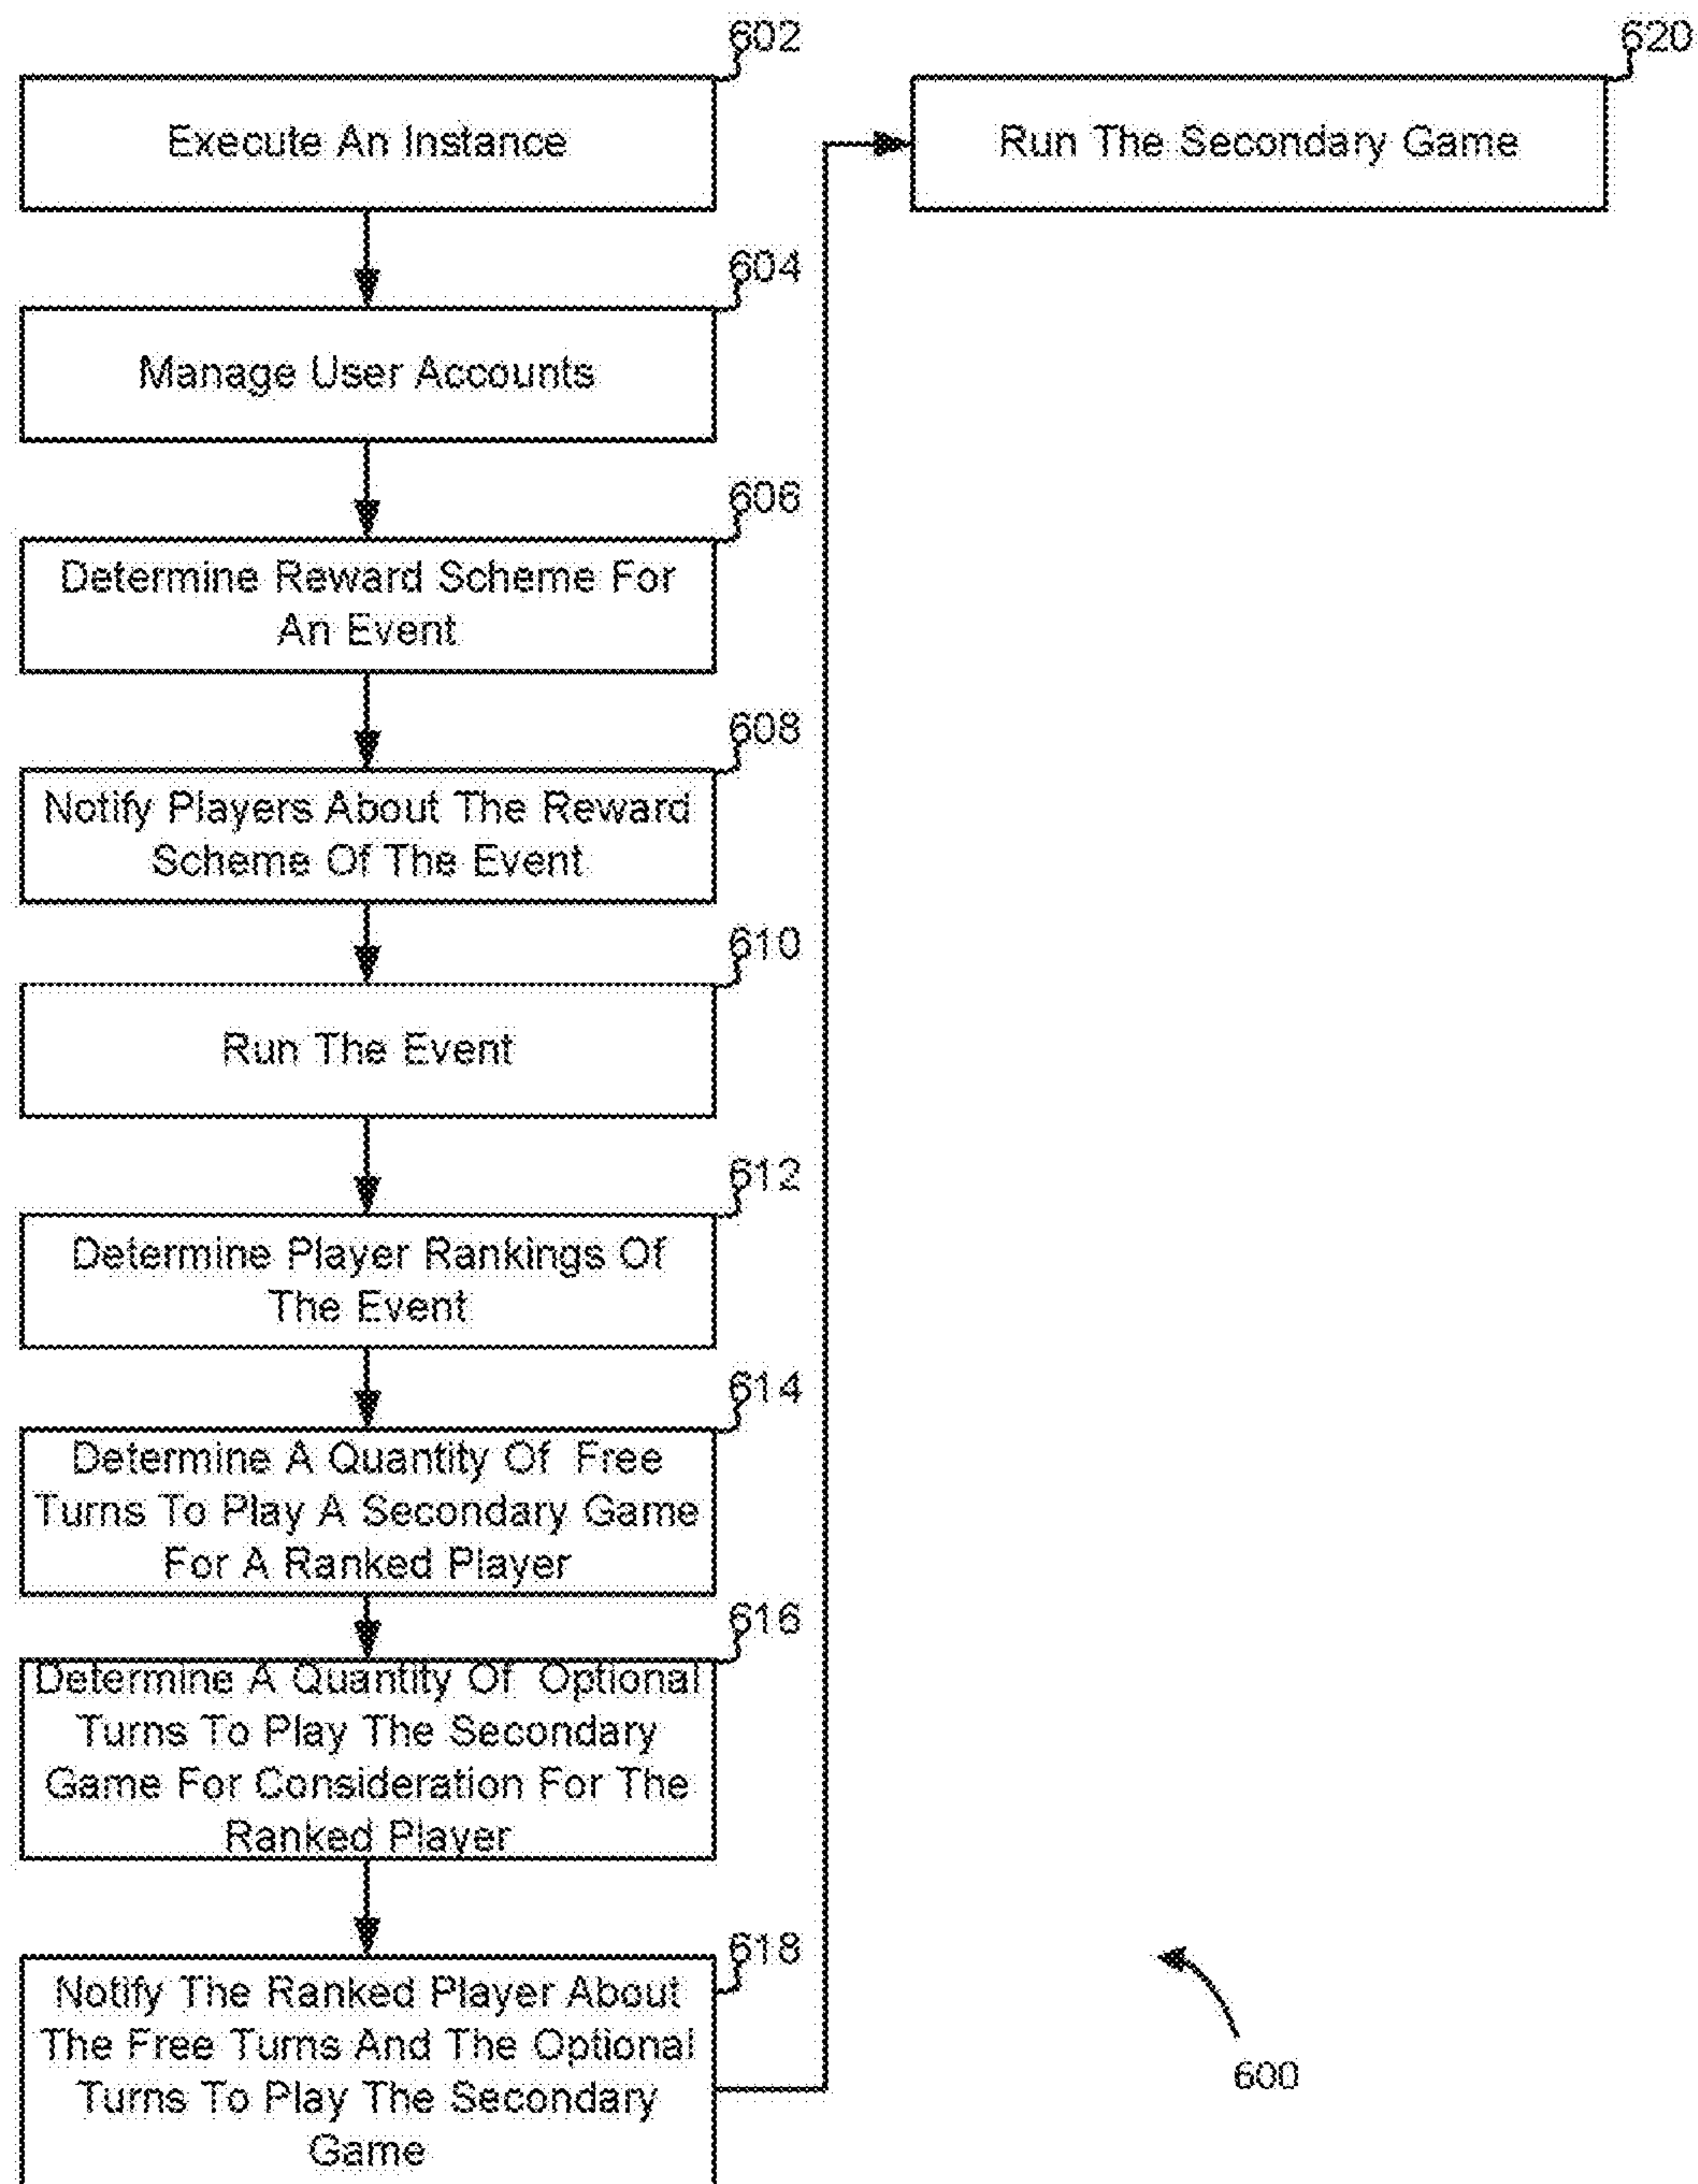 602
Execute An Instance
604
Manage User Accounts
606
Determine Reward Scheme For
An Event
608
Notify Players About The Reward
Scheme Of The Event
610
Run The Event
612
Determine Player Rankings Of
The Event
614
Determine A Quantity Of Free
Turns To Play A Secondary Game
For A Ranked Player
616
Determine A Quantity Of Optional
Turns To Play The Secondary
Game For Consideration For The
Ranked Player
618
Notify The Ranked Player About
The Free Turns And The Optional
Turns To Play The Secondary
Game
620
Run The Secondary Game
600